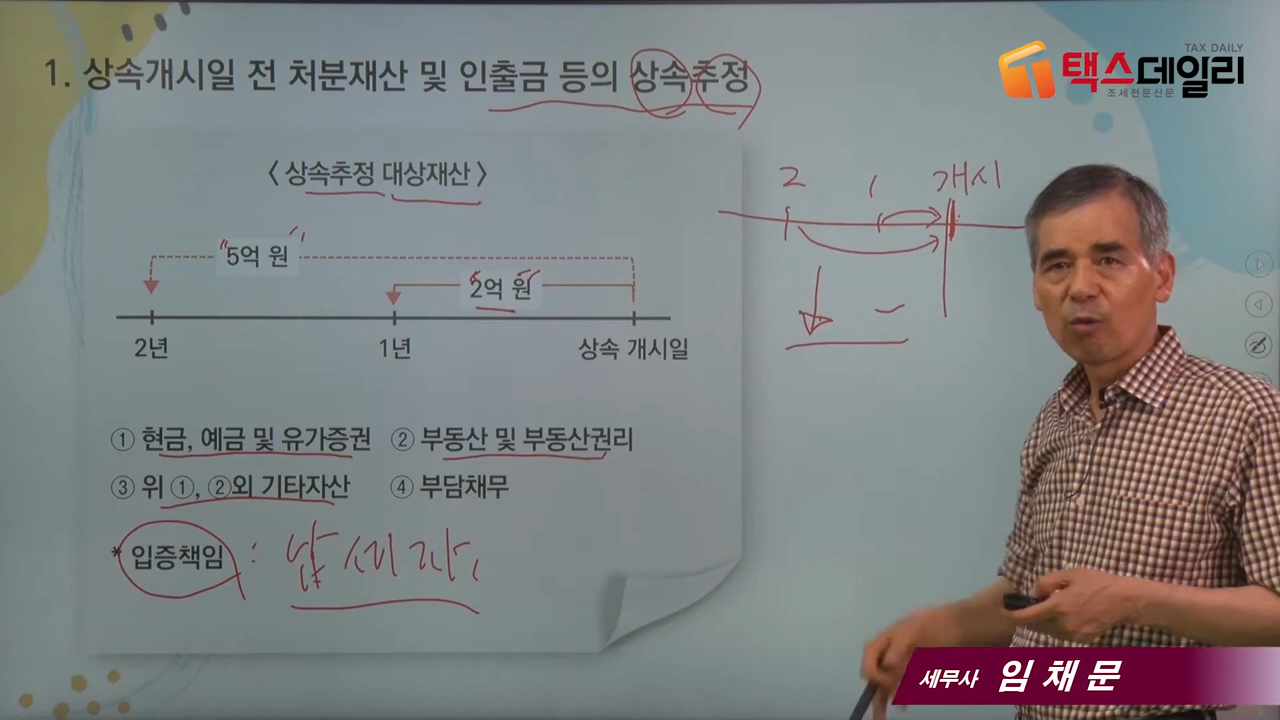 1. 상속개시일 전 처분재산 및 인출금 등의 상속추정
TAX DAILY
택스데일리
조세전문신문
〈 상속추정 대상재산 〉
5억 원
2억 원
2년
1년
상속 개시일
2
1
개시
① 현금, 예금 및 유가증권
② 부동산 및 부동산권리
③ 위 ①, ②외 기타자산
④ 부담채무
* 입증책임 : 납세자
세무사 임채문